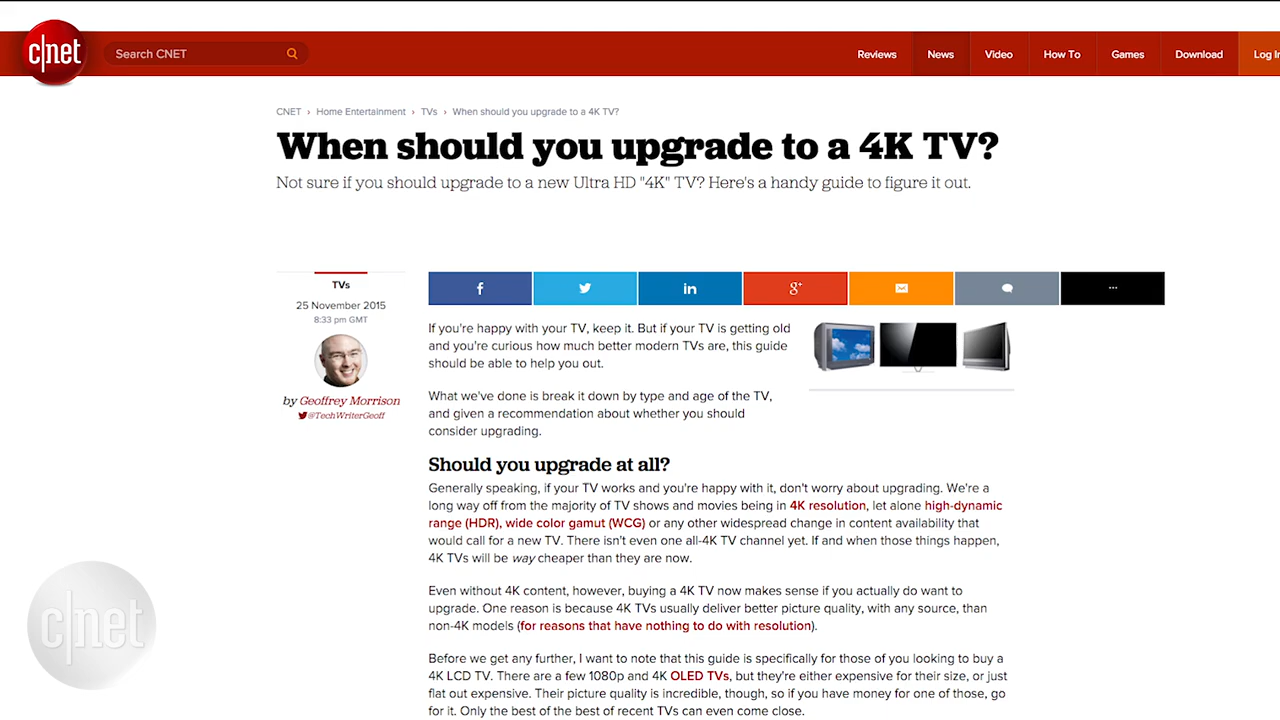 c|net
Search CNET
Reviews News Video How To Games Download Log In
CNET › Home Entertainment › TVs › When should you upgrade to a 4K TV?
When should you upgrade to a 4K TV?
Not sure if you should upgrade to a new Ultra HD "4K" TV? Here's a handy guide to figure it out.
TVs
25 November 2015
8:33 pm GMT
by Geoffrey Morrison
@TechWriterGeoff
f in g+ ...
If you're happy with your TV, keep it. But if your TV is getting old
and you're curious how much better modern TVs are, this guide
should be able to help you out.
What we've done is break it down by type and age of the TV,
and given a recommendation about whether you should
consider upgrading.
Should you upgrade at all?
Generally speaking, if your TV works and you're happy with it, don't worry about upgrading. We're a
long way off from the majority of TV shows and movies being in 4K resolution, let alone high-dynamic
range (HDR), wide color gamut (WCG) or any other widespread change in content availability that
would call for a new TV. There isn't even one all-4K TV channel yet. If and when those things happen,
4K TVs will be way cheaper than they are now.
Even without 4K content, however, buying a 4K TV now makes sense if you actually do want to
upgrade. One reason is because 4K TVs usually deliver better picture quality, with any source, than
non-4K models (for reasons that have nothing to do with resolution).
Before we get any further, I want to note that this guide is specifically for those of you looking to buy a
4K LCD TV. There are a few 1080p and 4K OLED TVs, but they're either expensive for their size, or just
flat out expensive. Their picture quality is incredible, though, so if you have money for one of those, go
for it. Only the best of the best of recent TVs can even come close.
c|net